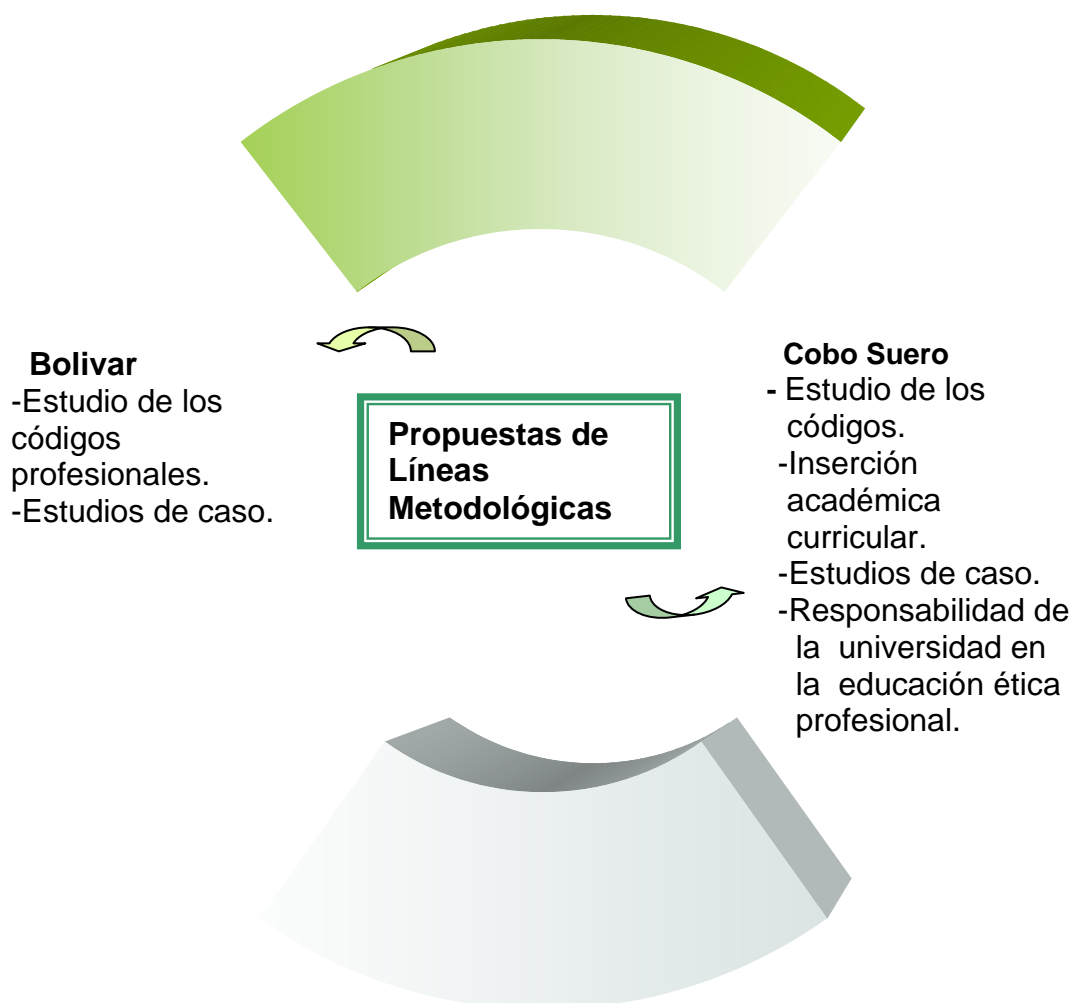 Bolivar
-Estudio de los
códigos
profesionales.
-Estudios de caso.
Propuestas de
Líneas
Metodológicas
Cobo Suero
- Estudio de los
códigos.
-Inserción
académica
curricular.
-Estudios de caso.
-Responsabilidad de
la universidad en
la educación ética
profesional.